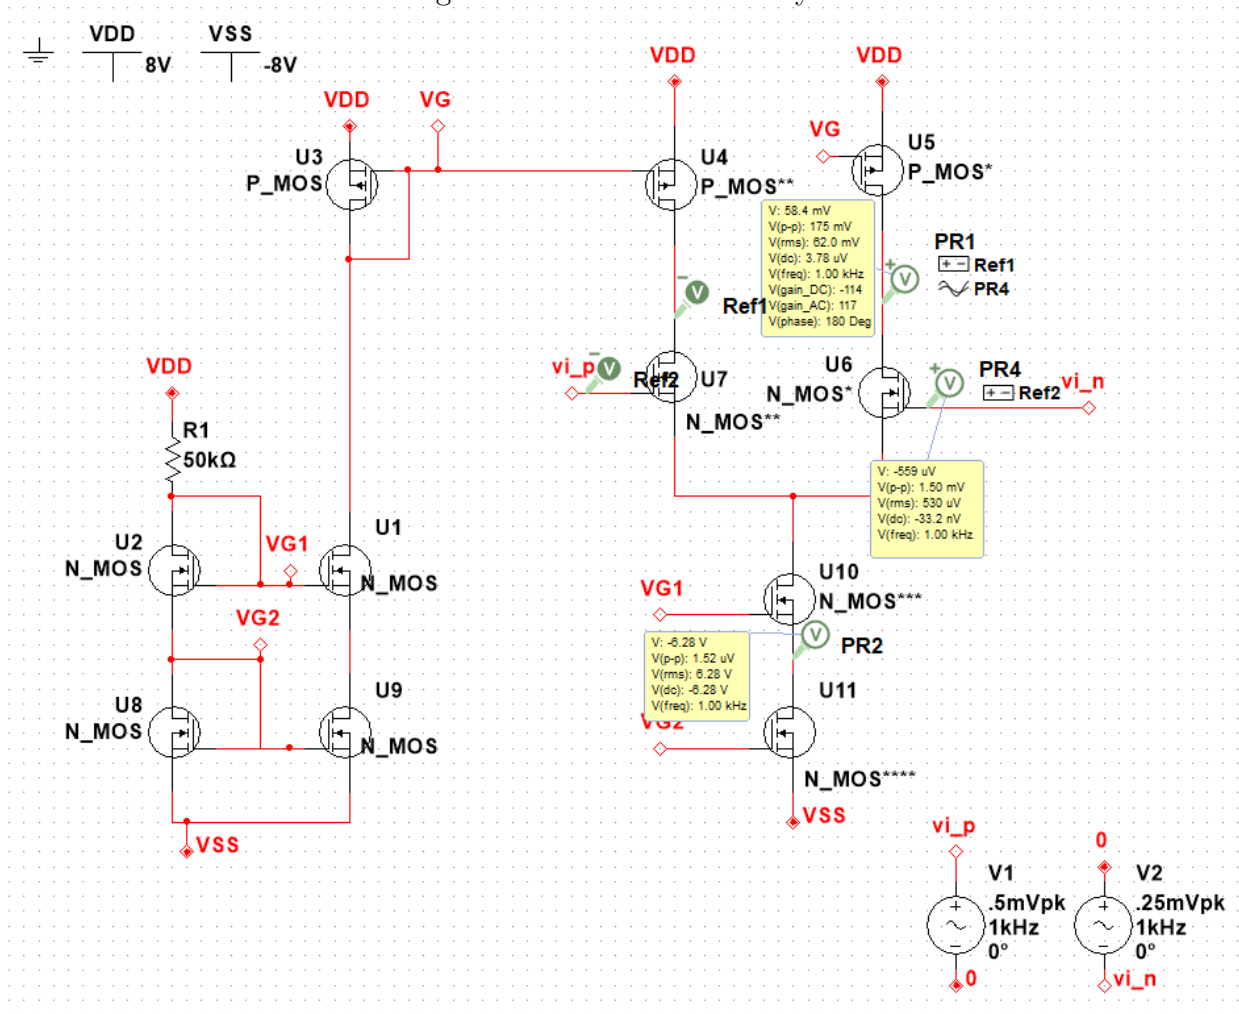 VDD
8V
VSS
-8V
VDD
VG
U3
P_MOS
VDD
U4
P_MOS**
VDD
VG
U5
P_MOS*
V: 58.4 mV
V(p-p): 175 mV
V(rms): 62.0 mV
V(dc): 3.78 uV
V(freq): 1.00 kHz
V(gain_DC): -114
V(gain_AC): 117
V(phase): 180 Deg
+
V
PR1
+ - Ref1
PR4
-
V
Ref1
vi_p
-
V
Ref2
U7
N_MOS**
U6
N_MOS*
+
V
PR4
+ - Ref2
vi_n
V: -559 uV
V(p-p): 1.50 mV
V(rms): 530 uV
V(dc): -33.2 nV
V(freq): 1.00 kHz
VDD
R1
50kΩ
U2
N_MOS
VG1
U1
N_MOS
VG2
U8
N_MOS
U9
N_MOS
VSS
VG1
U10
N_MOS***
V: -6.28 V
V(p-p): 1.52 uV
V(rms): 6.28 V
V(dc): -6.28 V
V(freq): 1.00 kHz
V
PR2
VG2
U11
N_MOS****
VSS
vi_p
V1
+
.5mVpk
1kHz
0°
-
0
0
V2
+
.25mVpk
1kHz
0°
-
vi_n